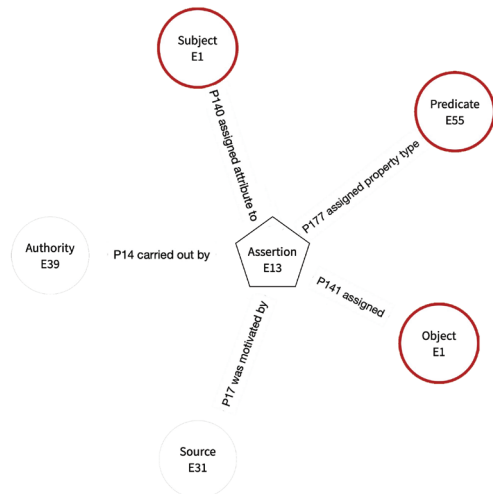 Subject
E1
Predicate
E55
P140 assigned attribute to
P177 assigned property type
Authority
E39
P14 carried out by
Assertion
E13
P141 assigned
Object
E1
P17 was motivated by
Source
E31